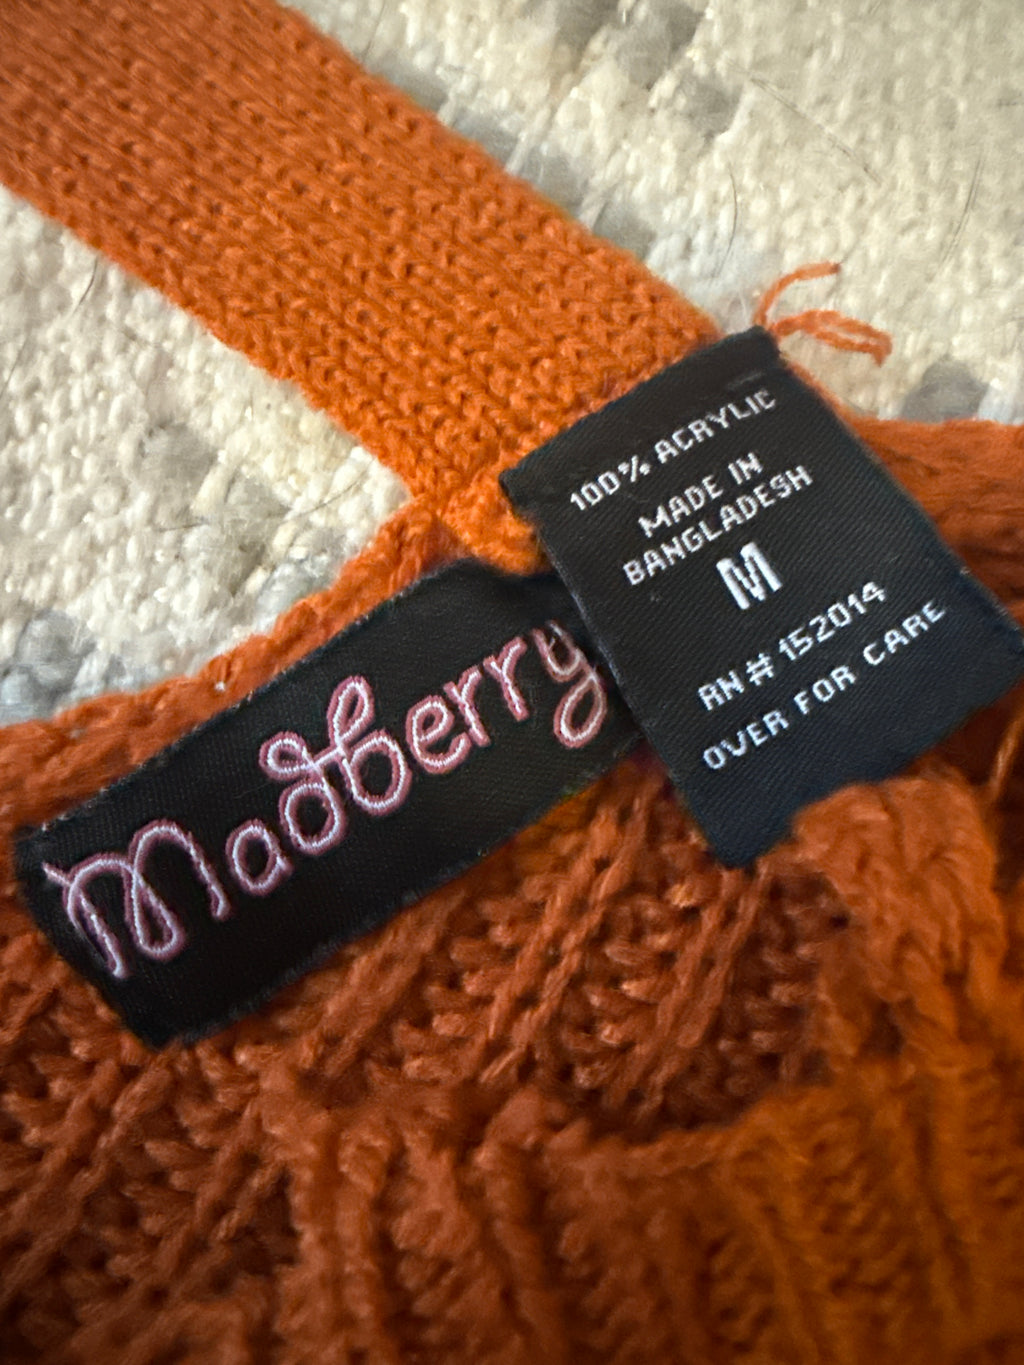 Madberry
100% ACRYLIC
MADE IN
BANGLADESH
M
RN# 152014
OVER FOR CARE